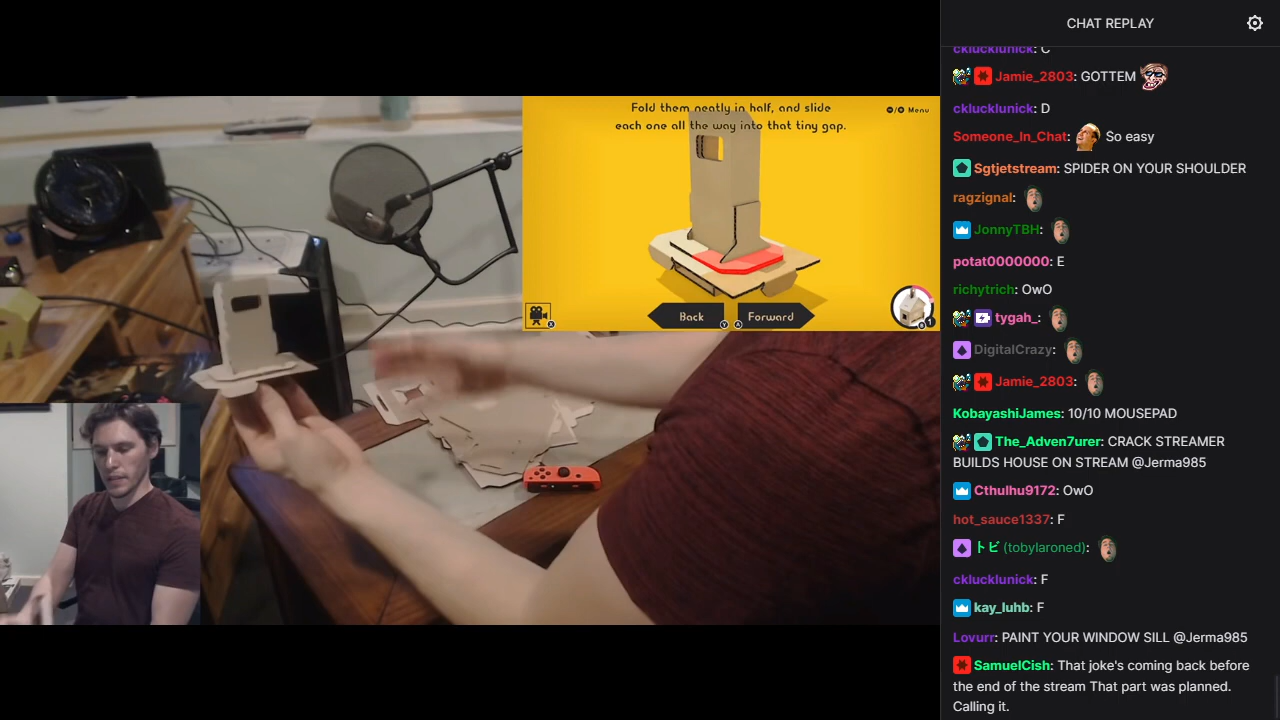 Fold them neatly in half, and slide
each one all the way into that tiny gap.
Menu
Back
Forward
CHAT REPLAY
cklucklunick: C
Jamie_2803: GOTTEM
cklucklunick: D
Someone_In_Chat: So easy
Sgtjetstream: SPIDER ON YOUR SHOULDER
ragzignal:
JonnyTBH:
potat0000000: E
richytrich: OwO
tygah_:
DigitalCrazy:
Jamie_2803:
KobayashiJames: 10/10 MOUSEPAD
The_Adven7urer: CRACK STREAMER
BUILDS HOUSE ON STREAM @Jerma985
Cthulhu9172: OwO
hot_sauce1337: F
トビ (tobylaroned):
cklucklunick: F
kay_luhb: F
Lovurr: PAINT YOUR WINDOW SILL @Jerma985
SamuelCish: That joke's coming back before
the end of the stream That part was planned.
Calling it.